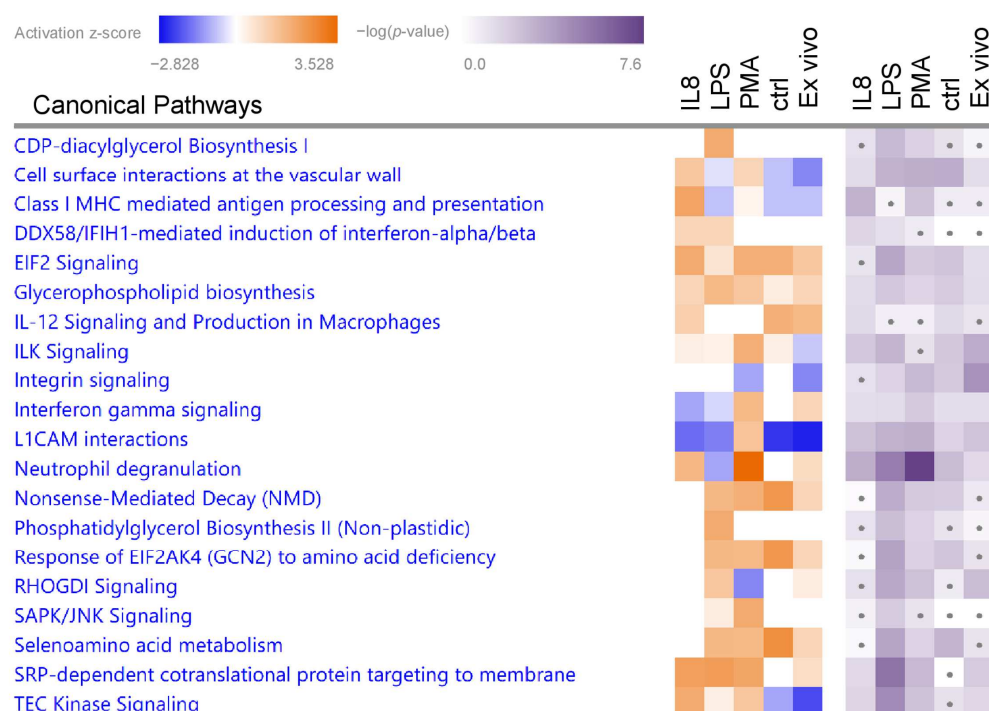 Activation z-score
−2.828 3.528
−log(p-value)
0.0 7.6
IL8 LPS PMA ctrl Ex vivo IL8 LPS PMA ctrl Ex vivo
Canonical Pathways
CDP-diacylglycerol Biosynthesis I
Cell surface interactions at the vascular wall
Class I MHC mediated antigen processing and presentation
DDX58/IFIH1-mediated induction of interferon-alpha/beta
EIF2 Signaling
Glycerophospholipid biosynthesis
IL-12 Signaling and Production in Macrophages
ILK Signaling
Integrin signaling
Interferon gamma signaling
L1CAM interactions
Neutrophil degranulation
Nonsense-Mediated Decay (NMD)
Phosphatidylglycerol Biosynthesis II (Non-plastidic)
Response of EIF2AK4 (GCN2) to amino acid deficiency
RHOGDI Signaling
SAPK/JNK Signaling
Selenoamino acid metabolism
SRP-dependent cotranslational protein targeting to membrane
TEC Kinase Signaling